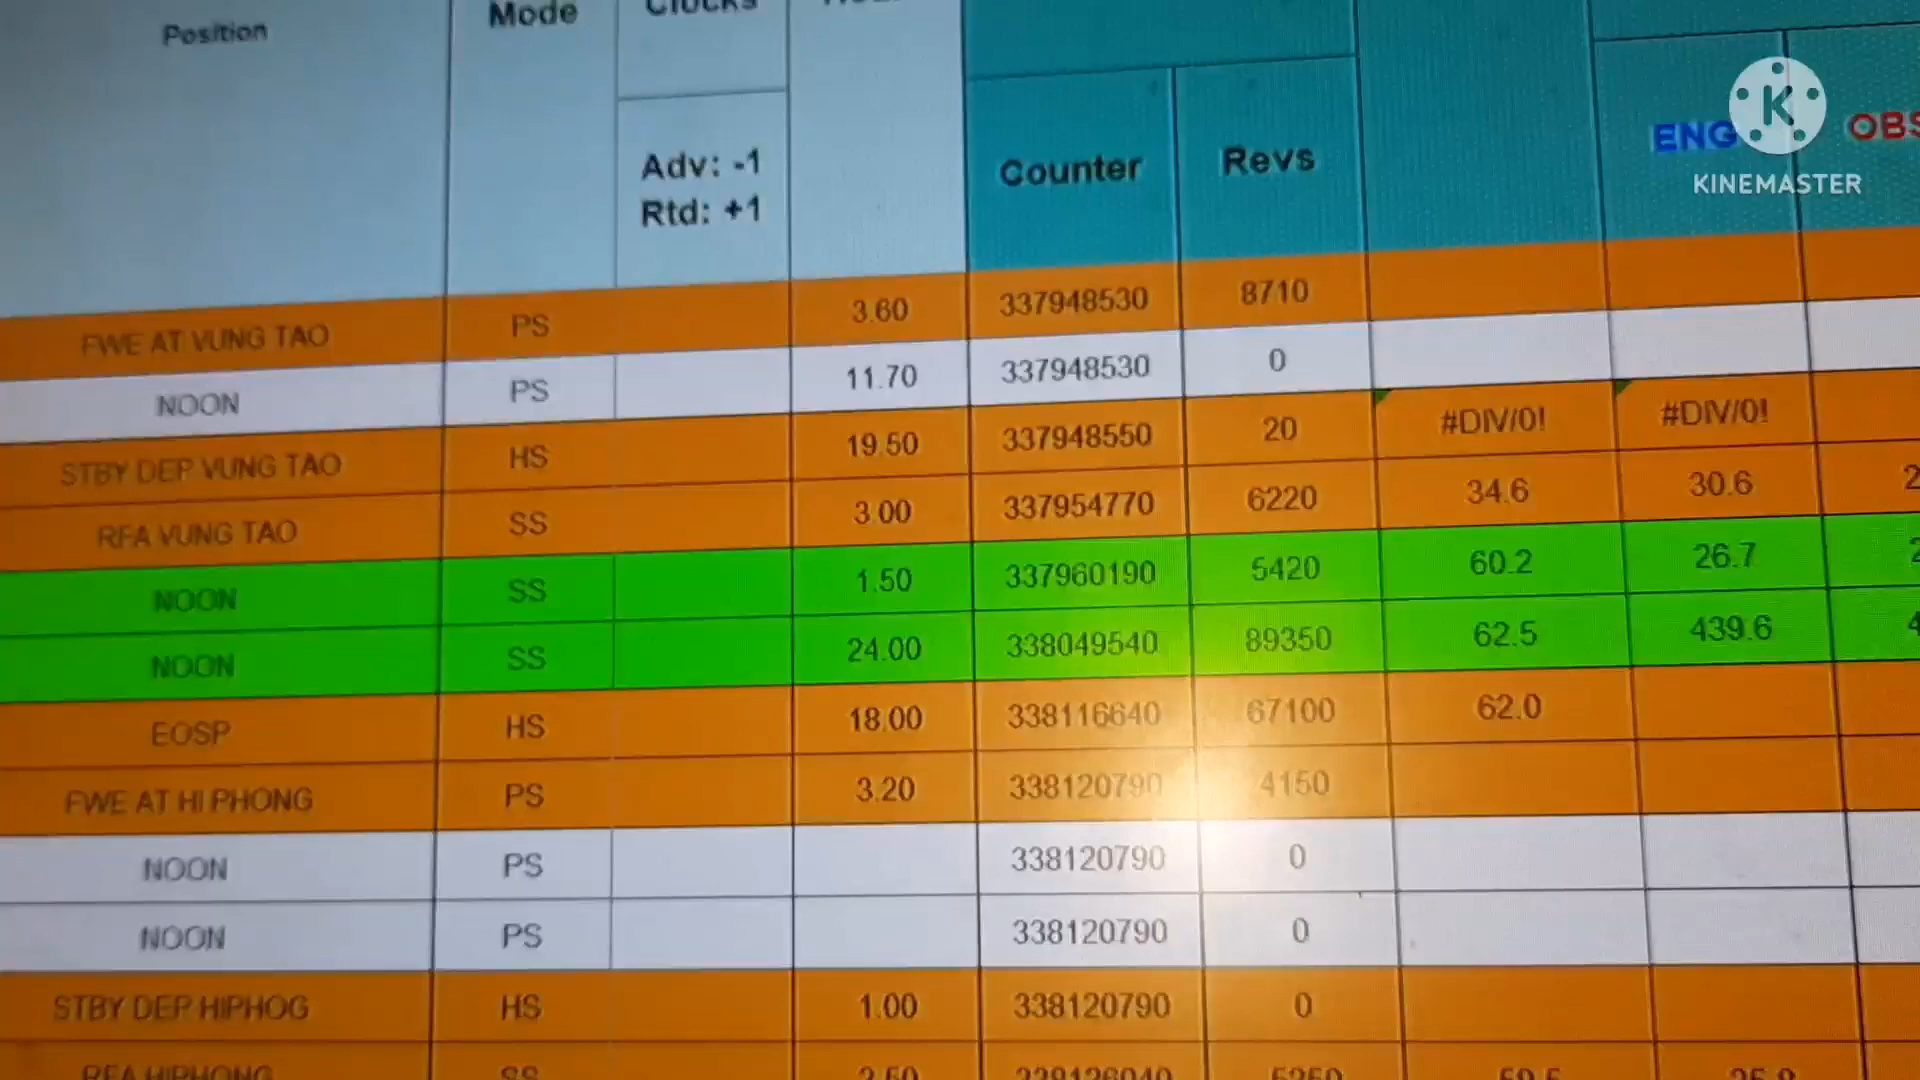 Position Mode
Adv: -1
Rtd: +1
Counter Revs
ENG
KINEMASTER
FWE AT VUNG TAO PS 3.60 337948530 8710
NOON PS 11.70 337948530 0
STBY DEP VUNG TAO HS 19.50 337948550 20 #DIV/0! #DIV/0!
RFA VUNG TAO SS 3.00 337954770 6220 34.6 30.6
NOON SS 1.50 337960190 5420 60.2 26.7
NOON SS 24.00 338049540 89350 62.5 439.6
EOSP HS 18.00 338116640 67100 62.0
FWE AT HI PHONG PS 3.20 338120790 4150
NOON PS 338120790 0
NOON PS 338120790 0
STBY DEP HIPHOG HS 1.00 338120790 0